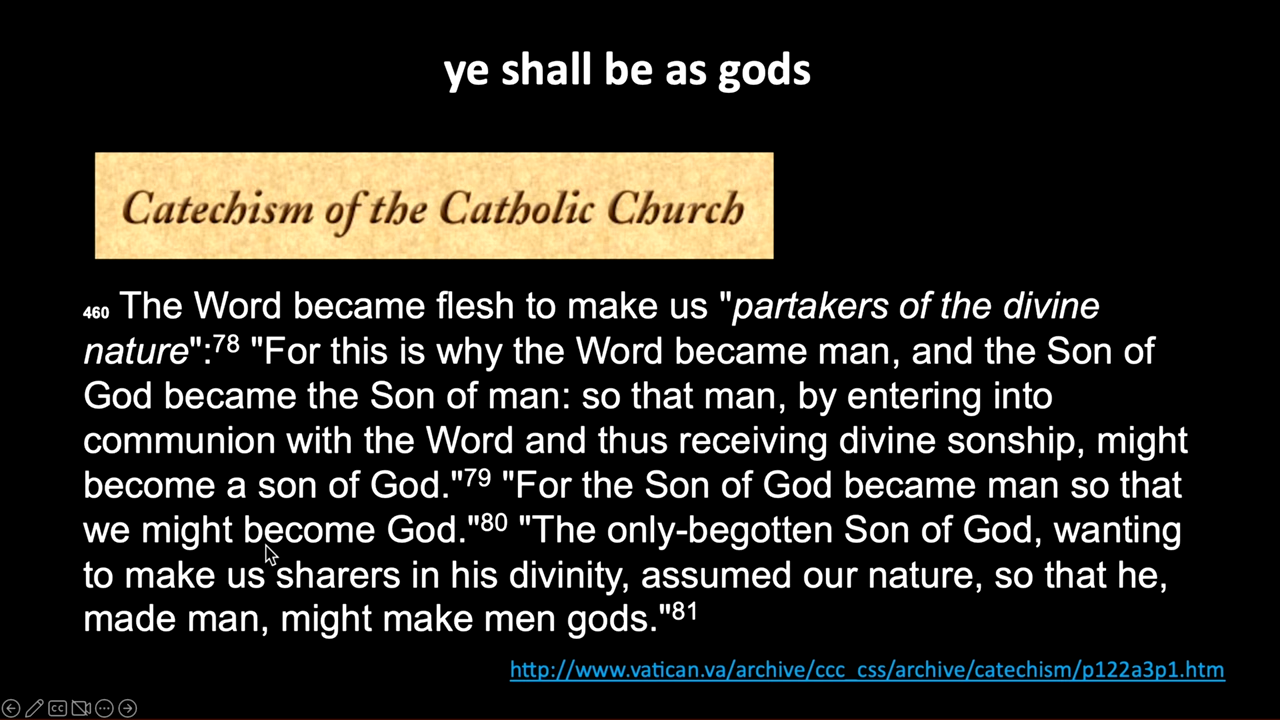 ye shall be as gods
Catechism of the Catholic Church
460 The Word became flesh to make us "partakers of the divine
nature":78 "For this is why the Word became man, and the Son of
God became the Son of man: so that man, by entering into
communion with the Word and thus receiving divine sonship, might
become a son of God."79 "For the Son of God became man so that
we might become God."80 "The only-begotten Son of God, wanting
to make us sharers in his divinity, assumed our nature, so that he,
made man, might make men gods."81
http://www.vatican.va/archive/ccc_css/archive/catechism/p122a3p1.htm
CC